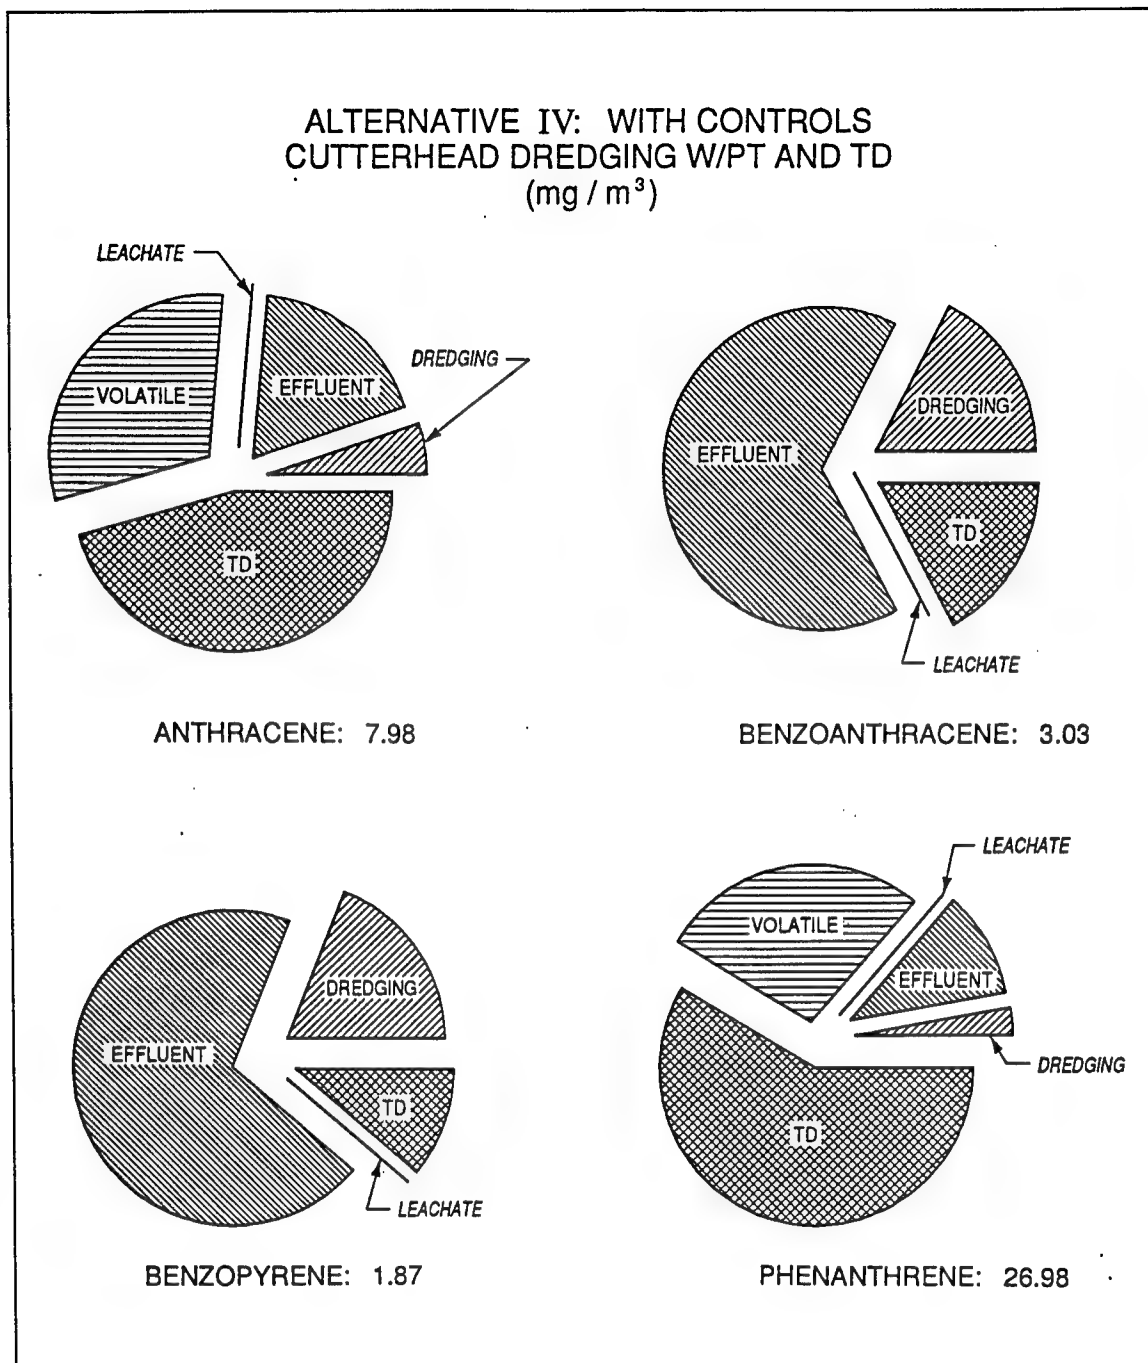 ALTERNATIVE IV: WITH CONTROLS
CUTTERHEAD DREDGING W/PT AND TD
(mg / m³)
LEACHATE
VOLATILE
EFFLUENT
DREDGING
TD
ANTHRACENE: 7.98
EFFLUENT
DREDGING
TD
LEACHATE
BENZOANTHRACENE: 3.03
EFFLUENT
DREDGING
TD
LEACHATE
BENZOPYRENE: 1.87
LEACHATE
VOLATILE
EFFLUENT
DREDGING
TD
PHENANTHRENE: 26.98